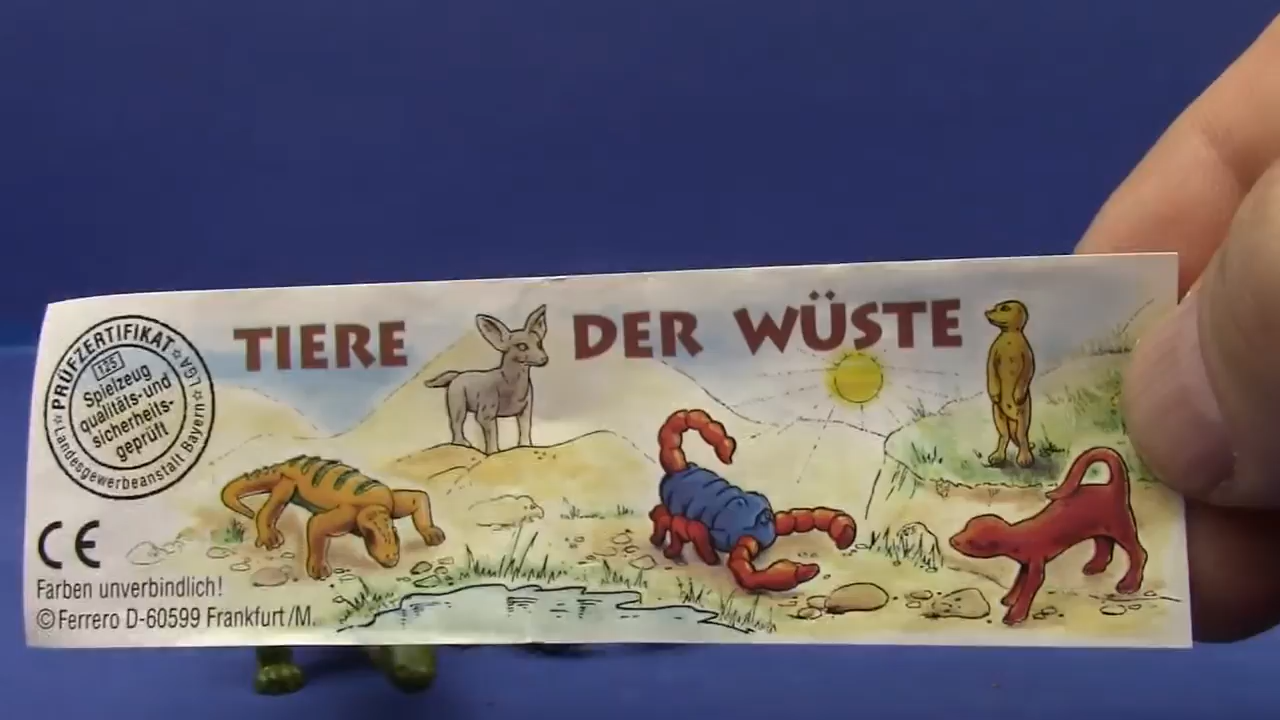 TIERE DER WÜSTE
PRÜFZERTIFIKAT
LGA
125
Spielzeug
qualitäts- und
sicherheits-
geprüft
Landesgewerbeanstalt Bayern
CE
Farben unverbindlich!
© Ferrero D-60599 Frankfurt/M.